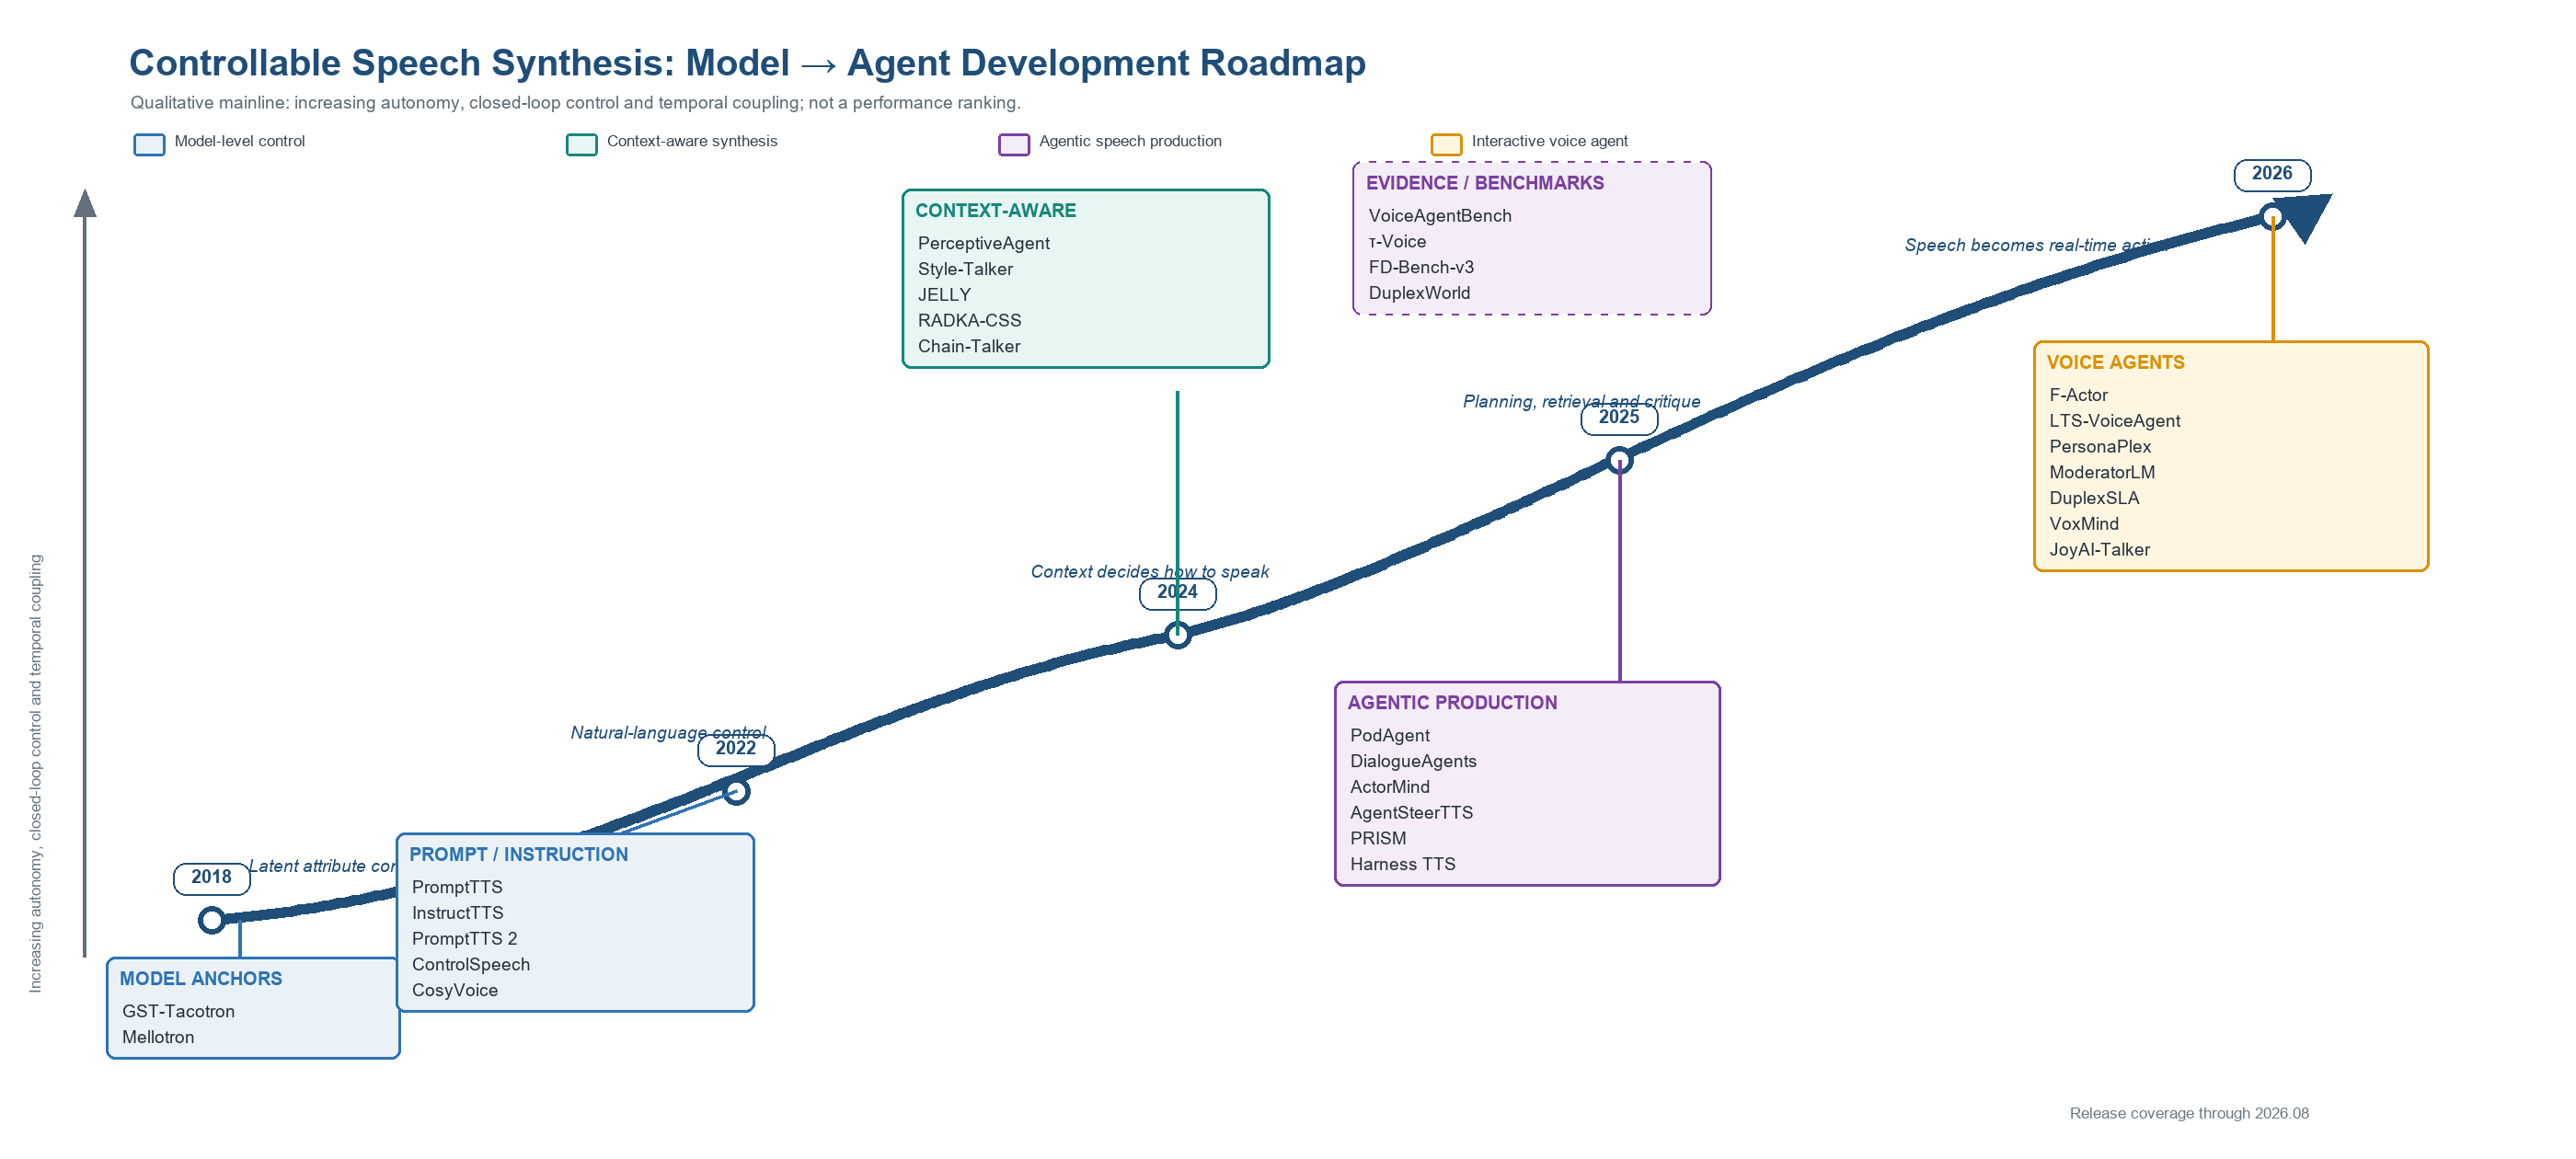 Controllable Speech Synthesis: Model → Agent Development Roadmap
Qualitative mainline: increasing autonomy, closed-loop control and temporal coupling; not a performance ranking.
Model-level control
Context-aware synthesis
Agentic speech production
Interactive voice agent
Increasing autonomy, closed-loop control and temporal coupling
2018
Latent attribute
MODEL ANCHORS
GST-Tacotron
Mellotron
Natural-language control
2022
PROMPT / INSTRUCTION
PromptTTS
InstructTTS
PromptTTS 2
ControlSpeech
CosyVoice
CONTEXT-AWARE
PerceptiveAgent
Style-Talker
JELLY
RADKA-CSS
Chain-Talker
Context decides how to speak
2024
EVIDENCE / BENCHMARKS
VoiceAgentBench
τ-Voice
FD-Bench-v3
DuplexWorld
Planning, retrieval and critique
2025
AGENTIC PRODUCTION
PodAgent
DialogueAgents
ActorMind
AgentSteerTTS
PRISM
Harness TTS
2026
Speech becomes real-time
VOICE AGENTS
F-Actor
LTS-VoiceAgent
PersonaPlex
ModeratorLM
DuplexSLA
VoxMind
JoyAI-Talker
Release coverage through 2026.08